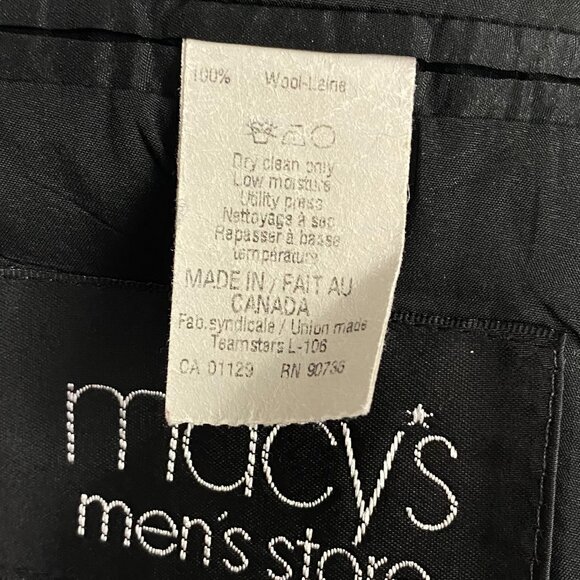 100% Wool-Laine
Dry clean only
Low moisture
Utility press
Nettoyage à sec
Repasser à basse
température
MADE IN / FAIT AU
CANADA
Fab.syndicale / Union made
Teamsters L-106
CA 01129 RN 90736
macy's
men's store